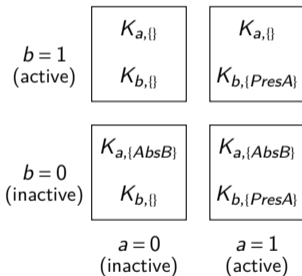 b = 1
(active)
K_{a,{}}
K_{b,{}}
K_{a,{}}
K_{b,{PresA}}
b = 0
(inactive)
K_{a,{AbsB}}
K_{b,{}}
K_{a,{AbsB}}
K_{b,{PresA}}
a = 0
(inactive)
a = 1
(active)